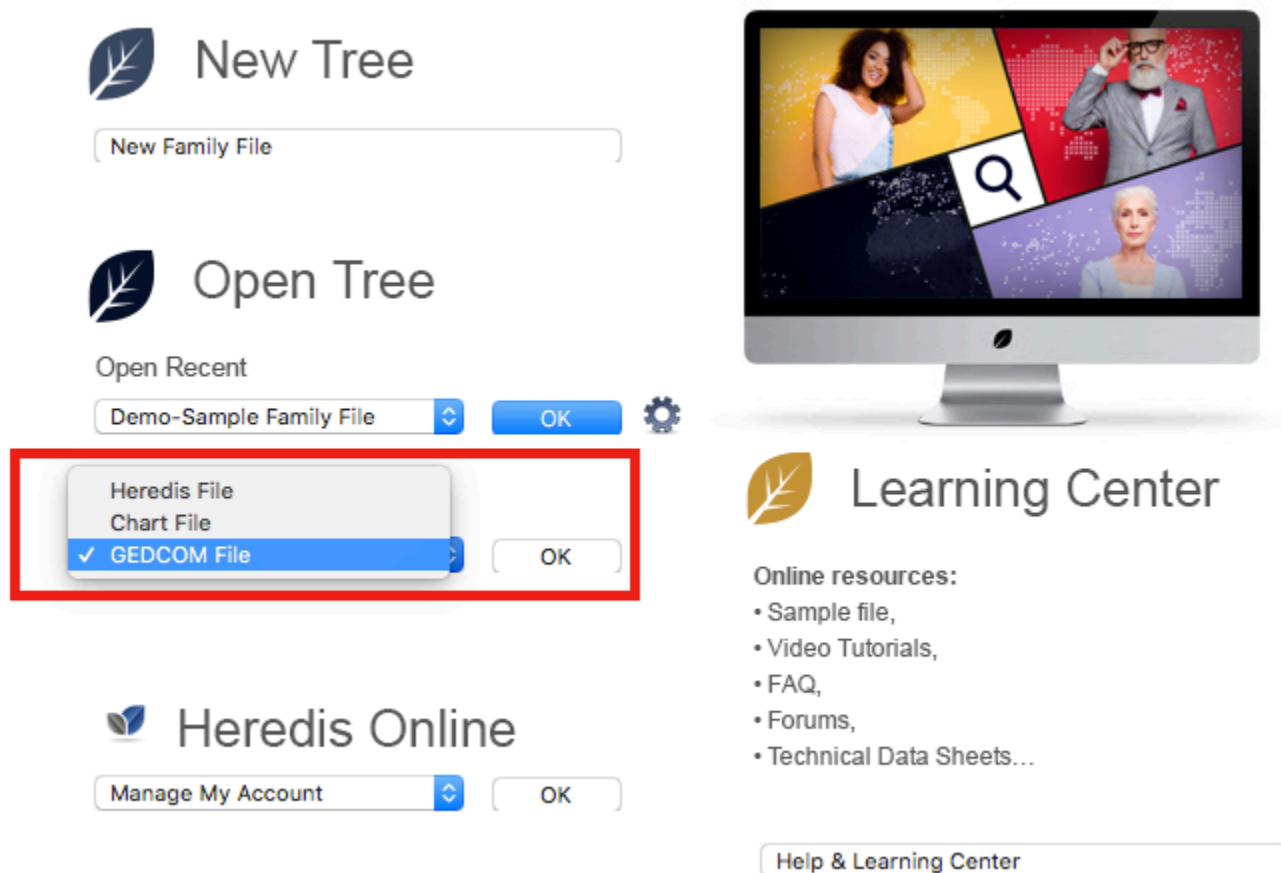 New Tree
New Family File
Open Tree
Open Recent
Demo-Sample Family File
OK
Heredis File
Chart File
✓ GEDCOM File
OK
Heredis Online
Manage My Account
OK
Learning Center
Online resources:
• Sample file,
• Video Tutorials,
• FAQ,
• Forums,
• Technical Data Sheets...
Help & Learning Center